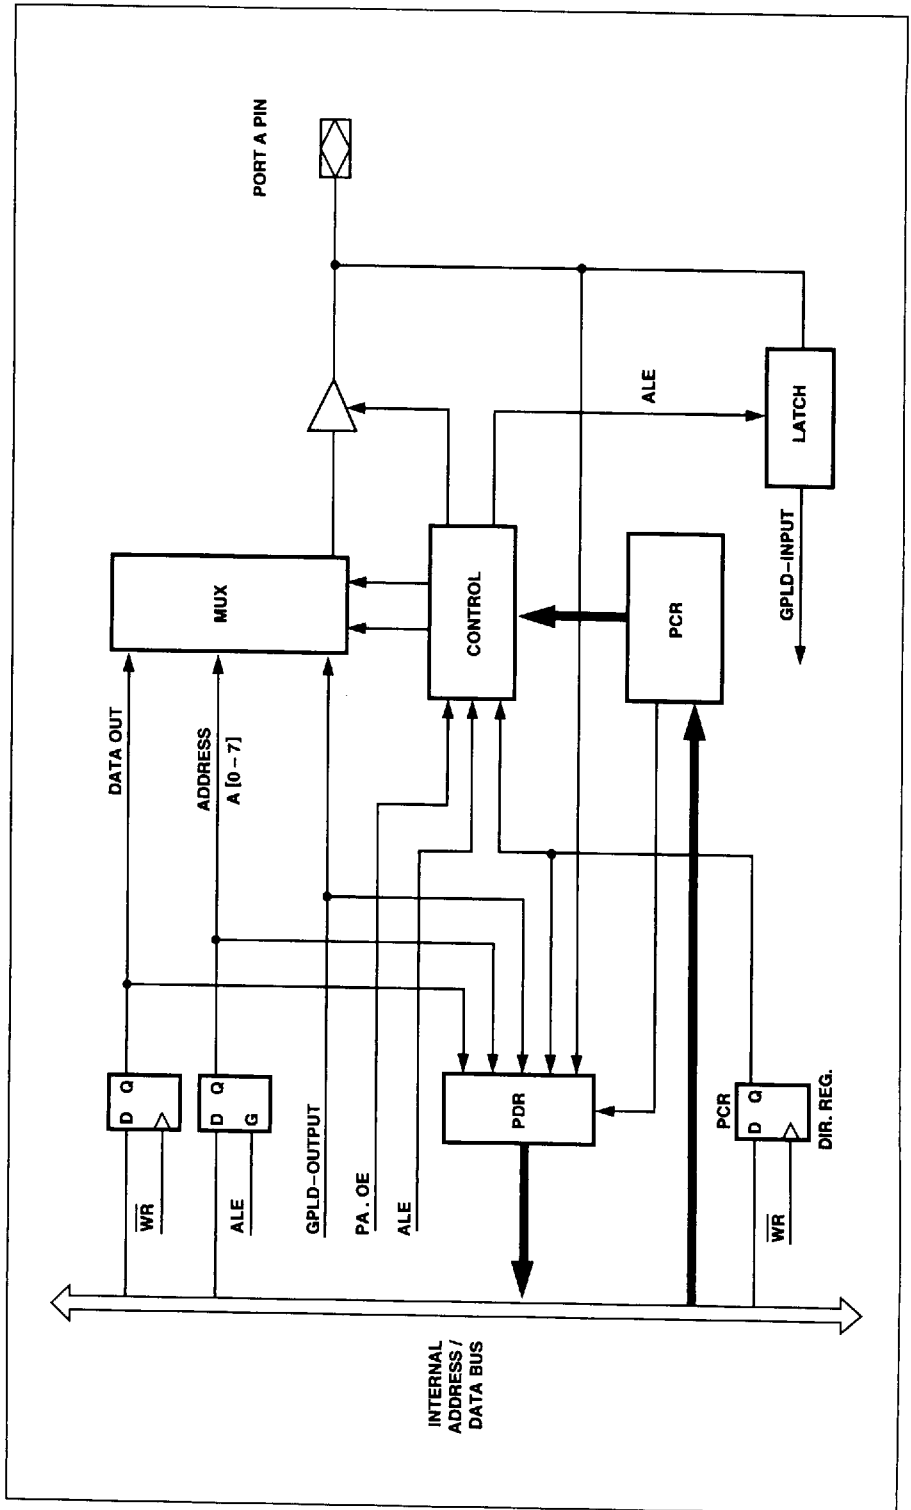 INTERNAL
ADDRESS /
DATA BUS
WR
D Q
ALE
D Q
G
DATA OUT
ADDRESS
A [0 – 7]
GPLD–OUTPUT
PA . OE
ALE
MUX
PORT A PIN
CONTROL
PDR
PCR
ALE
LATCH
GPLD–INPUT
PCR
D Q
WR
DIR. REG.